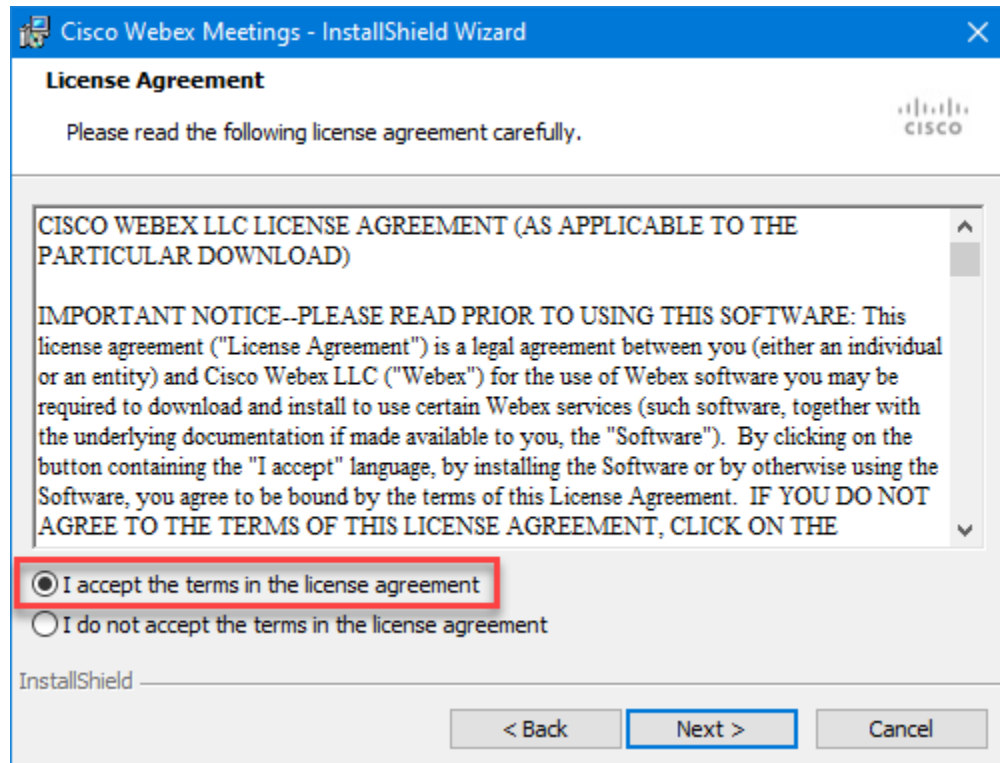 Cisco Webex Meetings - InstallShield Wizard
License Agreement
Please read the following license agreement carefully.
CISCO
CISCO WEBEX LLC LICENSE AGREEMENT (AS APPLICABLE TO THE
PARTICULAR DOWNLOAD)
IMPORTANT NOTICE--PLEASE READ PRIOR TO USING THIS SOFTWARE: This
license agreement ("License Agreement") is a legal agreement between you (either an individual
or an entity) and Cisco Webex LLC ("Webex") for the use of Webex software you may be
required to download and install to use certain Webex services (such software, together with
the underlying documentation if made available to you, the "Software"). By clicking on the
button containing the "I accept" language, by installing the Software or by otherwise using the
Software, you agree to be bound by the terms of this License Agreement. IF YOU DO NOT
AGREE TO THE TERMS OF THIS LICENSE AGREEMENT, CLICK ON THE
I accept the terms in the license agreement
I do not accept the terms in the license agreement
InstallShield
< Back Next > Cancel